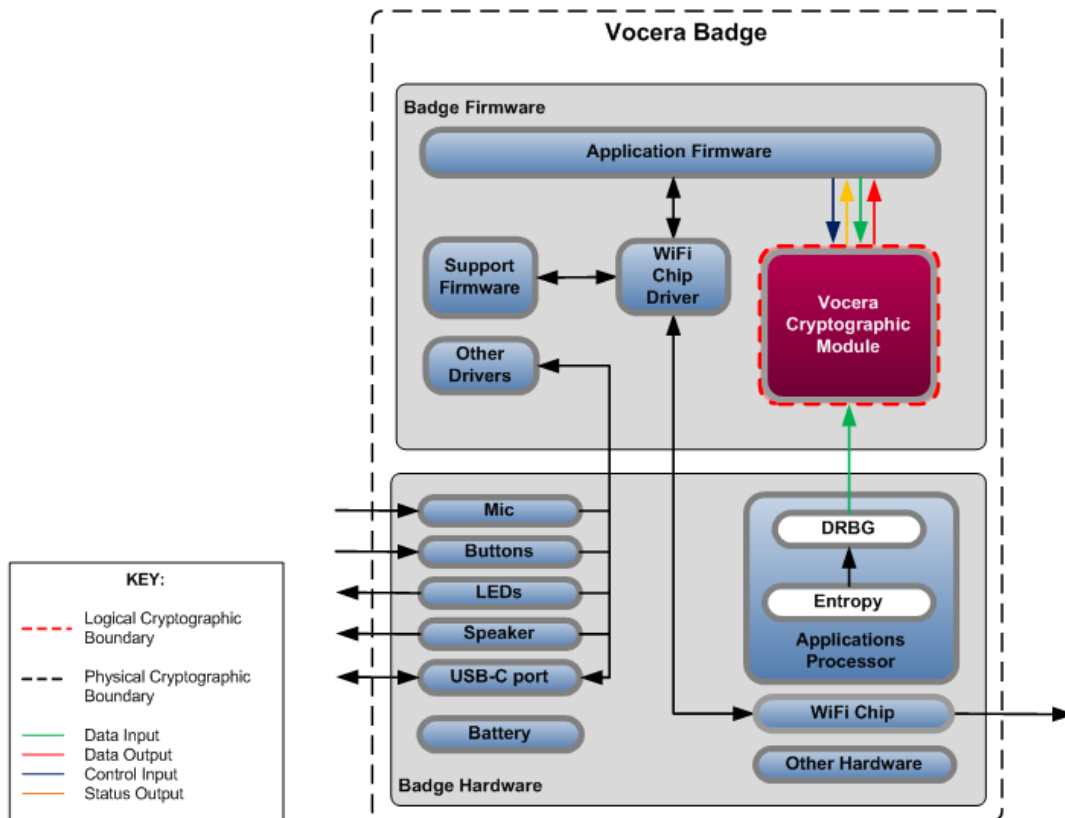 Vocera Badge
Badge Firmware
Application Firmware
Support
Firmware
WiFi
Chip
Driver
Vocera
Cryptographic
Module
Other
Drivers
Mic
Buttons
LEDs
Speaker
USB-C port
Battery
DRBG
Entropy
Applications
Processor
WiFi Chip
Other Hardware
Badge Hardware
KEY:
Logical Cryptographic
Boundary
Physical Cryptographic
Boundary
Data Input
Data Output
Control Input
Status Output